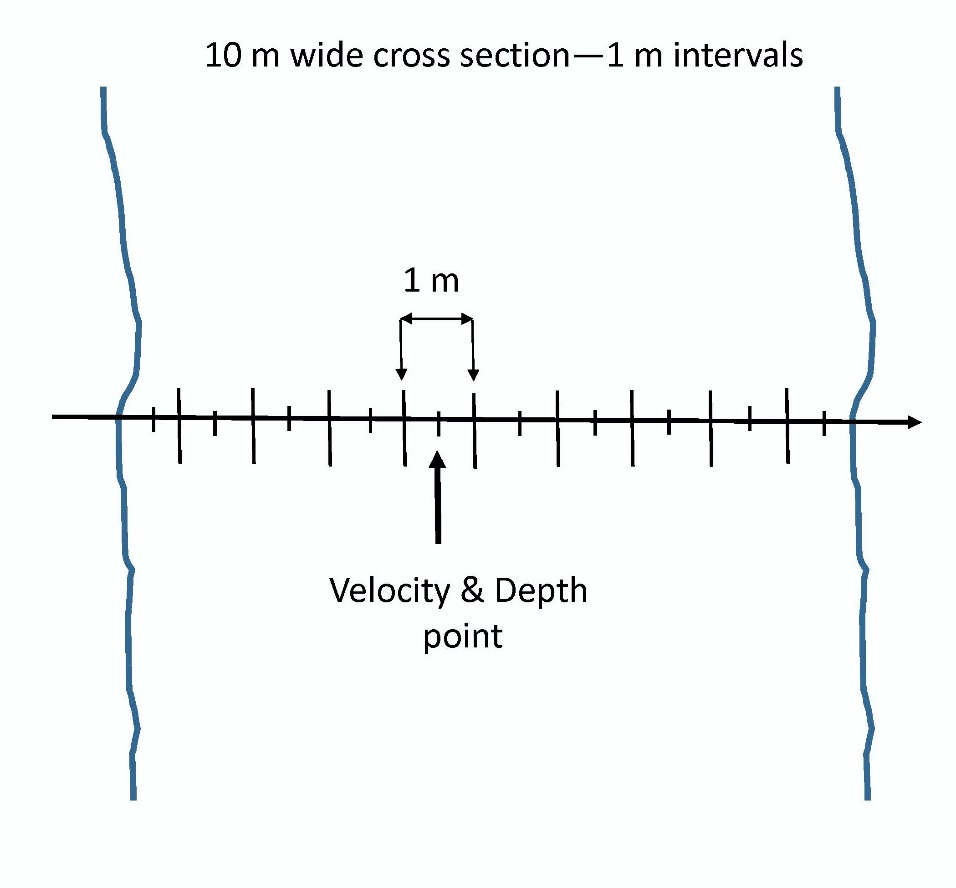 10 m wide cross section—1 m intervals
1 m
Velocity & Depth
point